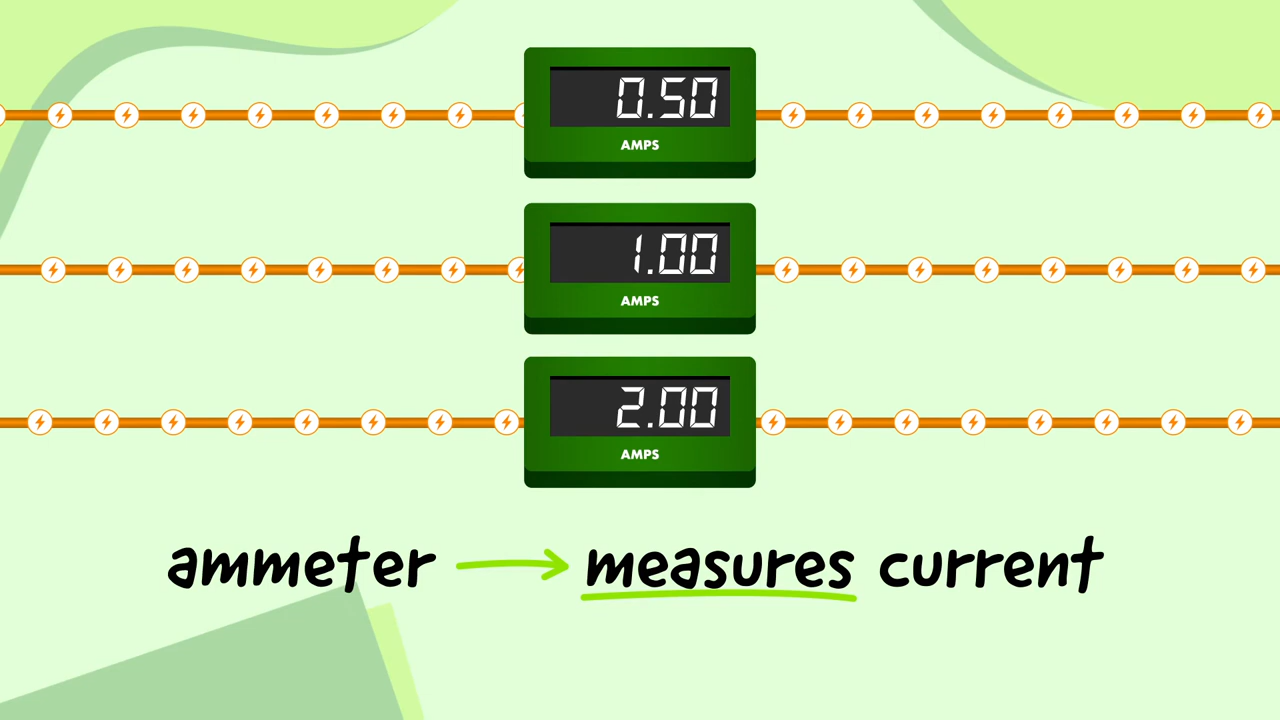 0.50
AMPS
1.00
AMPS
2.00
AMPS
ammeter → measures current